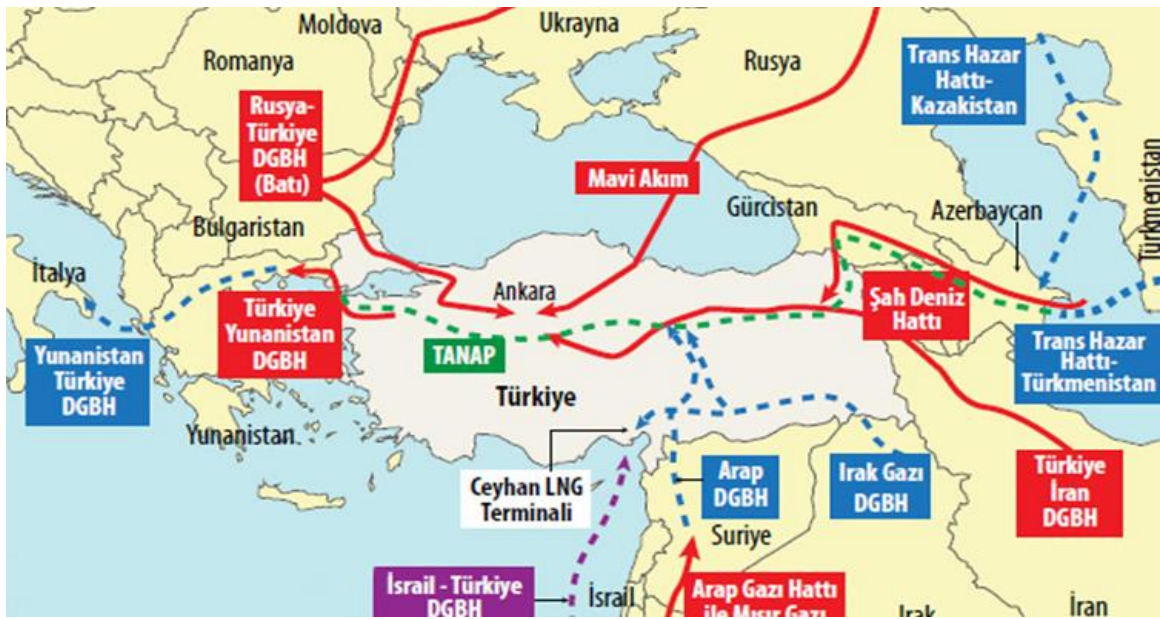 Moldova
Ukrayna
Romanya
Rusya
Trans Hazar
Hattı-
Kazakistan
Rusya-
Türkiye
DGBH
(Batı)
Mavi Akım
Gürcistan
Azerbaycan
Türkmenistan
Bulgaristan
İtalya
Ankara
Türkiye
Yunanistan
DGBH
Şah Deniz
Hattı
Yunanistan
Türkiye
DGBH
TANAP
Trans Hazar
Hattı-
Türkmenistan
Türkiye
Yunanistan
Ceyhan LNG
Terminali
Arap
DGBH
Irak Gazı
DGBH
Türkiye
İran
DGBH
Suriye
İsrail - Türkiye
DGBH
İsrail
Arap Gazı Hattı
ile Mısır Gazı
Irak
İran